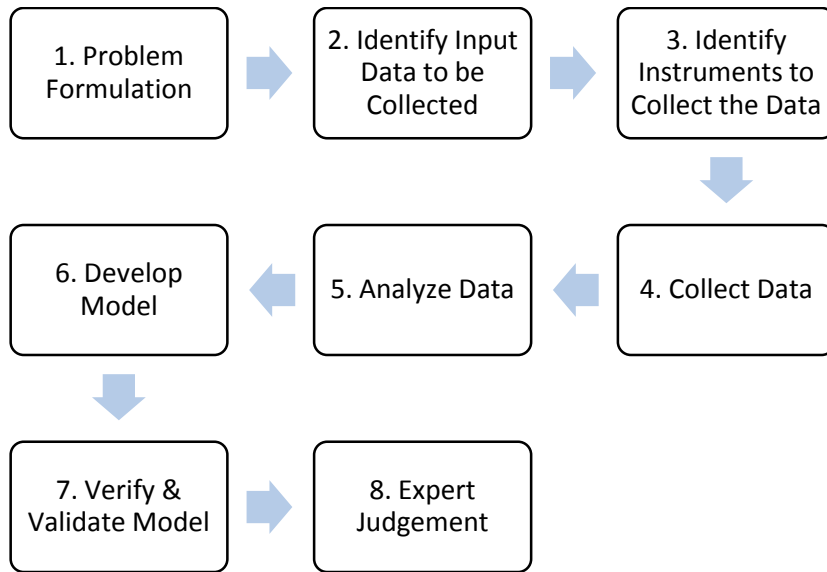 1. Problem
Formulation
2. Identify Input
Data to be
Collected
3. Identify
Instruments to
Collect the Data
4. Collect Data
5. Analyze Data
6. Develop
Model
7. Verify &
Validate Model
8. Expert
Judgement